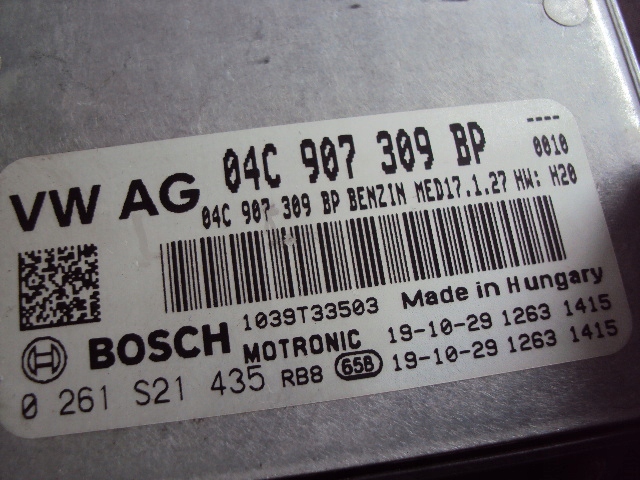 VW AG 04C 907 309 BP ----
0010
04C 907 309 BP BENZIN MED17.1.27 HW: H20
1039T33503 Made in Hungary
BOSCH MOTRONIC 19-10-29 1263 1415
0 261 S21 435 RB8 658 19-10-29 1263 1415